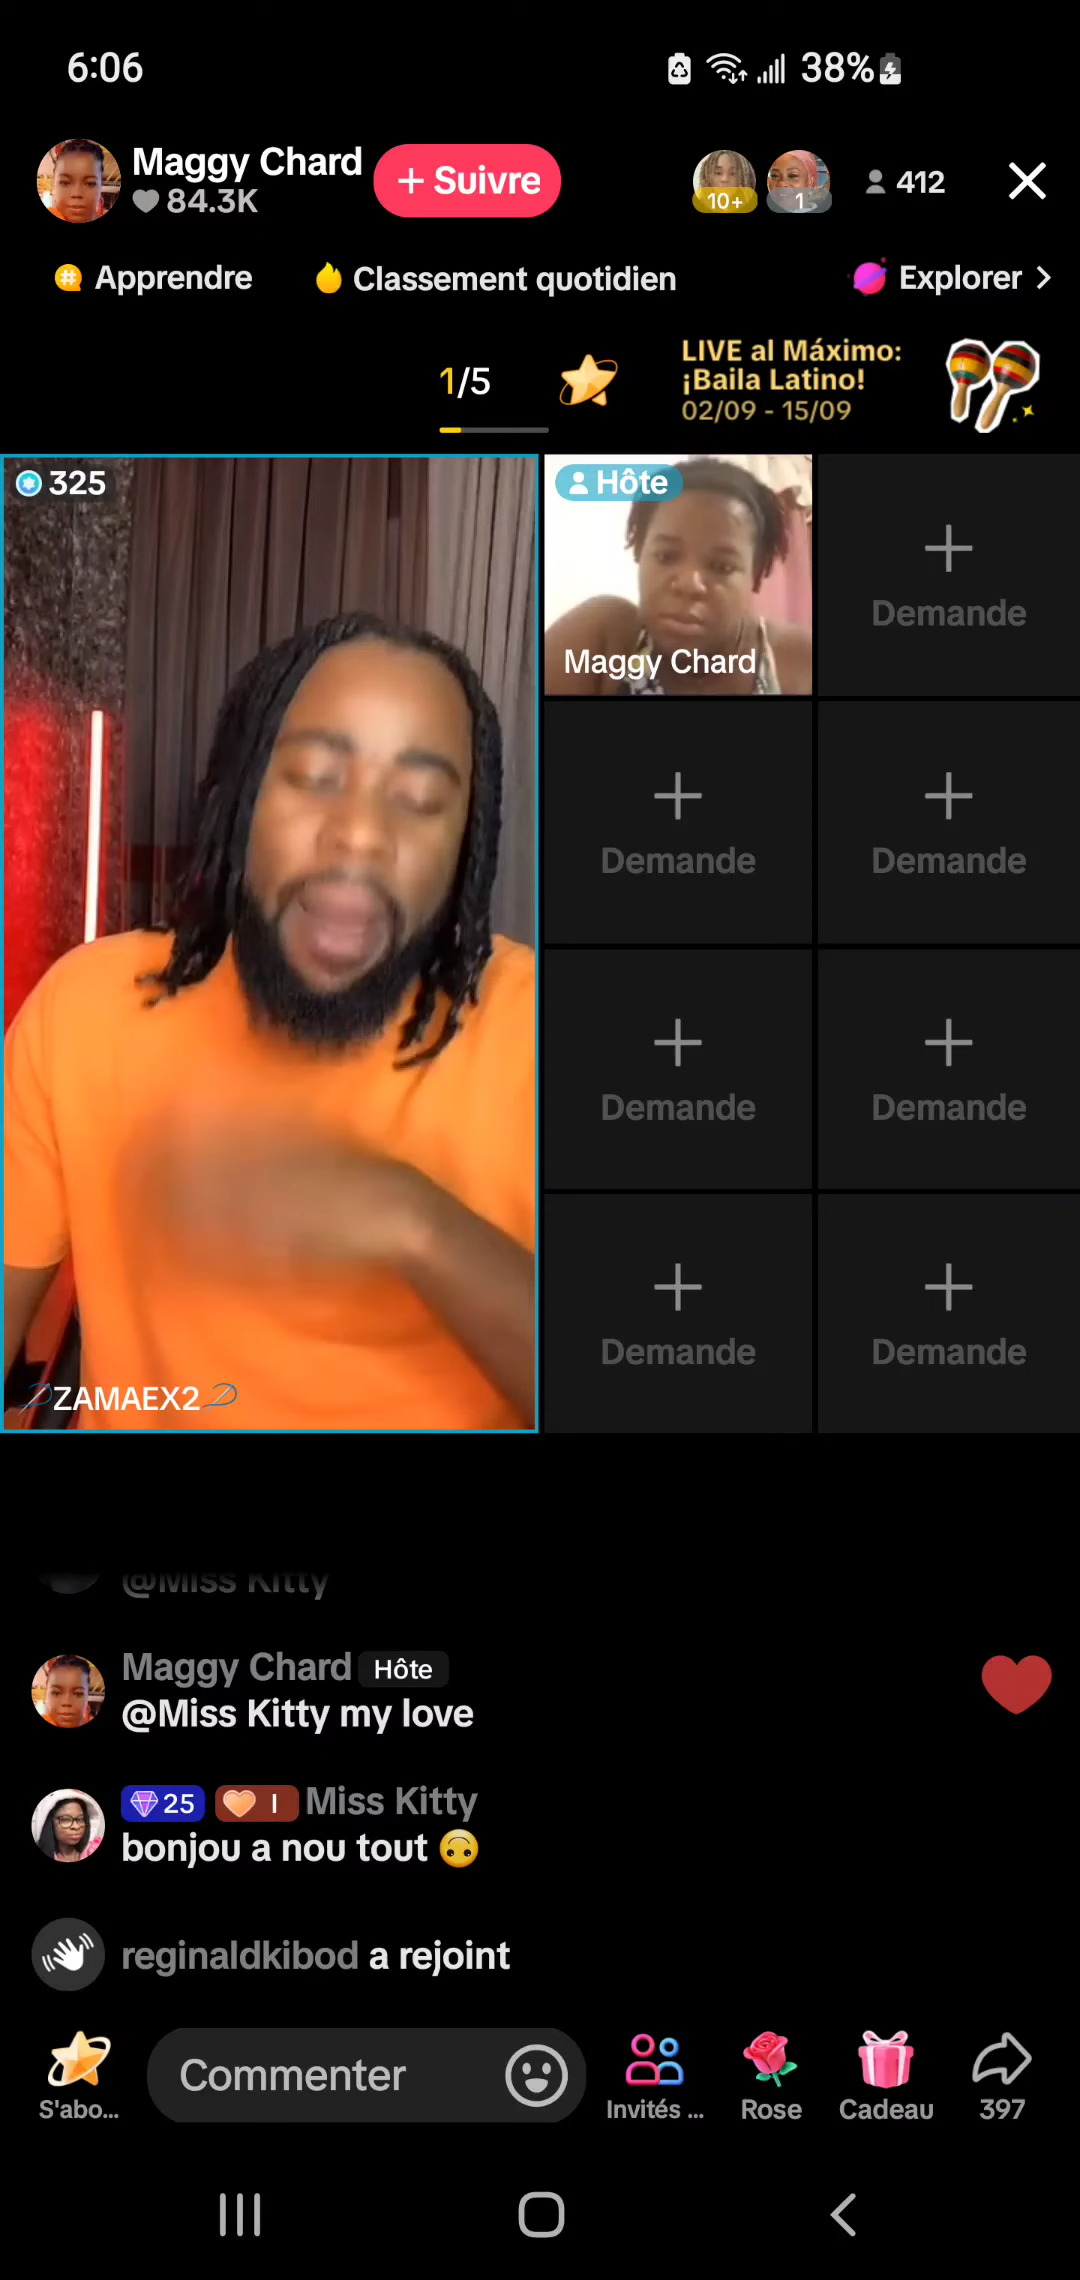 6:06
38%
Maggy Chard
84.3K
+ Suivre
10+
1
412
Apprendre
Classement quotidien
Explorer
1/5
LIVE al Máximo:
¡Baila Latino!
02/09 - 15/09
325
Hôte
Maggy Chard
Demande
Demande
Demande
Demande
Demande
Demande
Demande
ZAMAEX2
@Miss Kitty
Maggy Chard Hôte
@Miss Kitty my love
25 I Miss Kitty
bonjou a nou tout 🙃
reginaldkibod a rejoint
Commenter
S'abo...
Invités ...
Rose
Cadeau
397